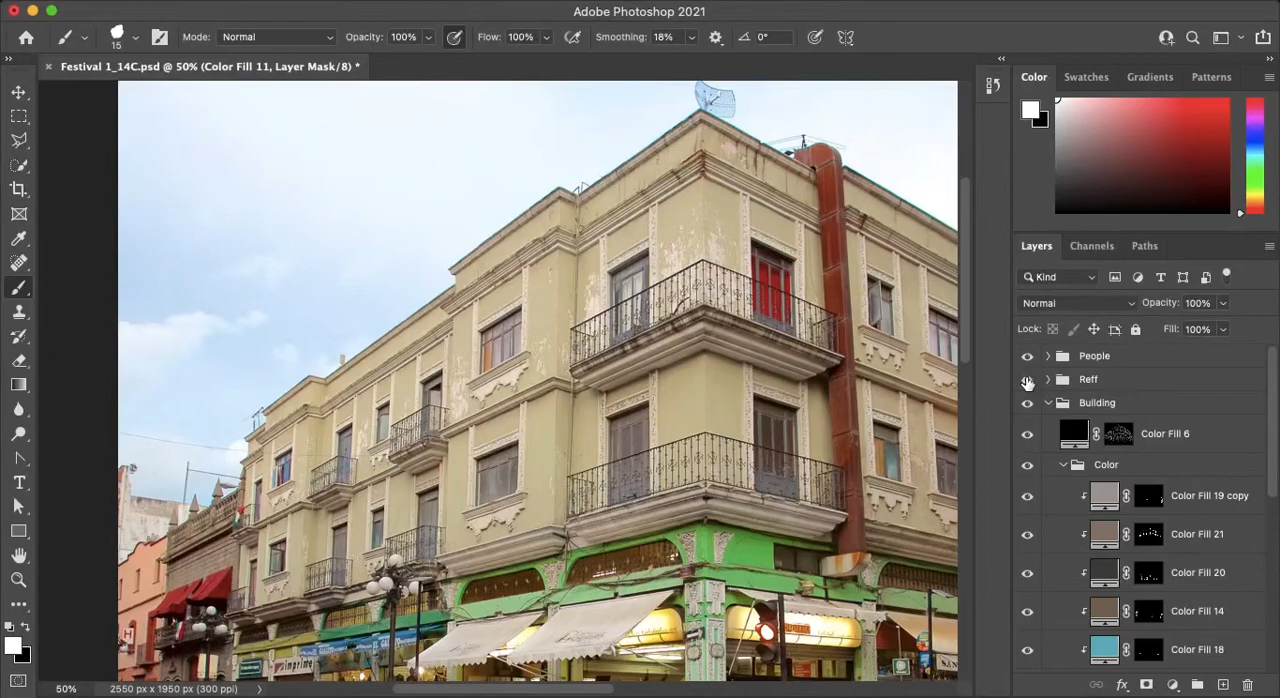 Adobe Photoshop 2021
15
Mode: Normal
Opacity: 100%
Flow: 100%
Smoothing: 18%
0°
Festival 1_14C.psd @ 50% (Color Fill 11, Layer Mask/8) *
Color Swatches Gradients Patterns
Layers Channels Paths
Kind
Normal Opacity: 100%
Lock: Fill: 100%
People
Reff
Building
Color Fill 6
Color
Color Fill 19 copy
Color Fill 21
Color Fill 20
Color Fill 14
Color Fill 18
imprime
50% 2550 px x 1950 px (300 ppi)